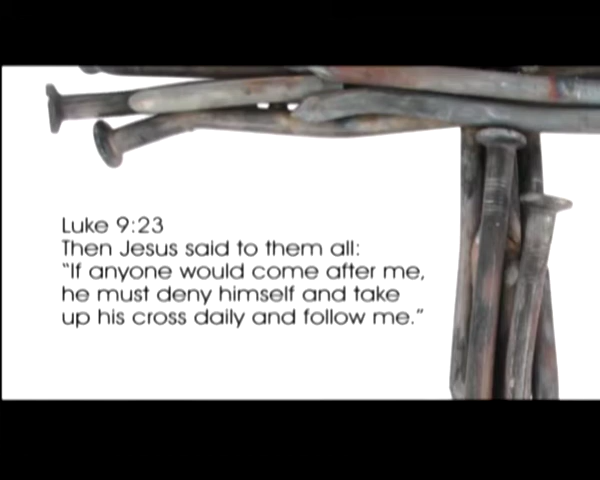 Luke 9:23
Then Jesus said to them all:
"If anyone would come after me,
he must deny himself and take
up his cross daily and follow me."